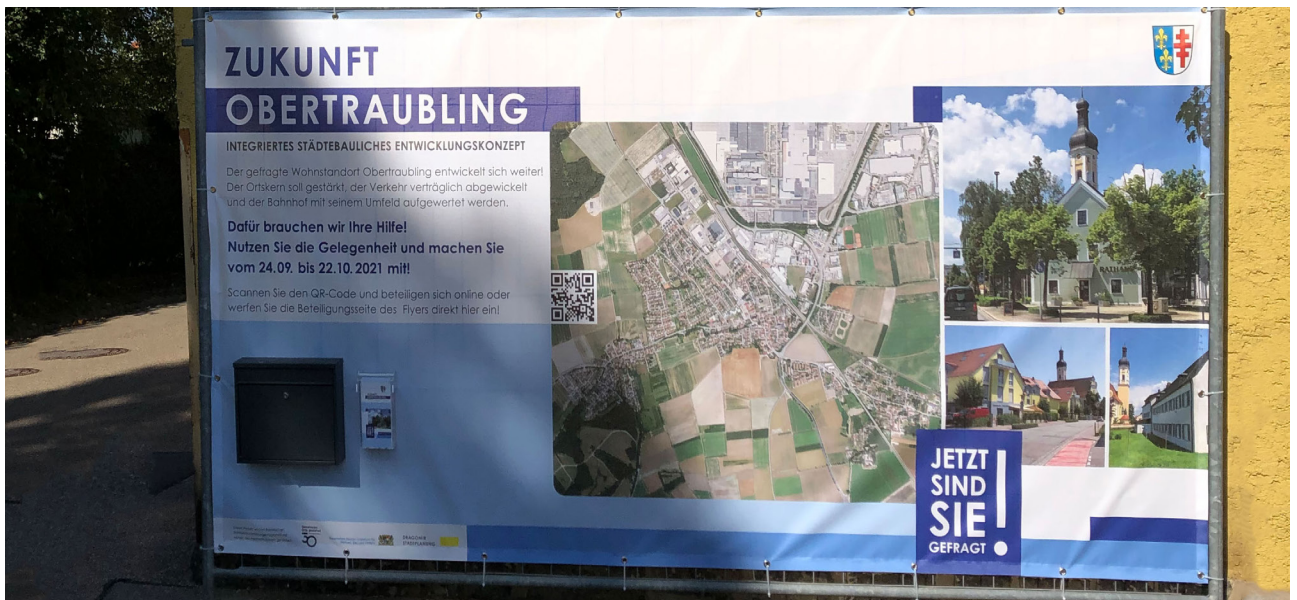 ZUKUNFT
OBERTRAUBLING
INTEGRIERTES STÄDTEBAULICHES ENTWICKLUNGSKONZEPT
Der gefragte Wohnstandort Obertraubling entwickelt sich weiter!
Der Ortskern soll gestärkt, der Verkehr verträglich abgewickelt
und der Bahnhof mit seinem Umfeld aufgewertet werden.
Dafür brauchen wir Ihre Hilfe!
Nutzen Sie die Gelegenheit und machen Sie
vom 24.09. bis 22.10.2021 mit!
Scannen Sie den QR-Code und beteiligen sich online oder
werfen Sie die Beteiligungsseite des Flyers direkt hier ein!
RATHAUS
JETZT
SIND
SIE!
GEFRAGT
DRAGOMIR
STADTPLANUNG